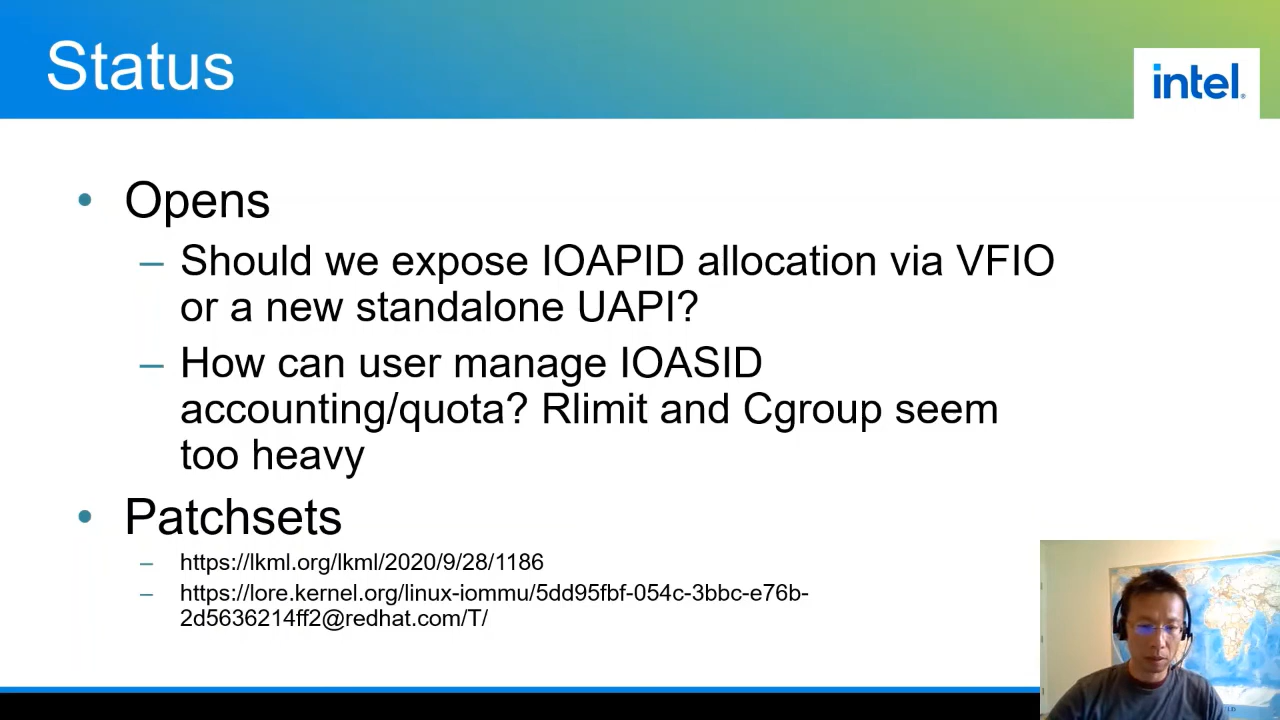 Status
intel.
• Opens
– Should we expose IOAPID allocation via VFIO
or a new standalone UAPI?
– How can user manage IOASID
accounting/quota? Rlimit and Cgroup seem
too heavy
• Patchsets
– https://lkml.org/lkml/2020/9/28/1186
– https://lore.kernel.org/linux-iommu/5dd95fbf-054c-3bbc-e76b-
2d5636214ff2@redhat.com/T/